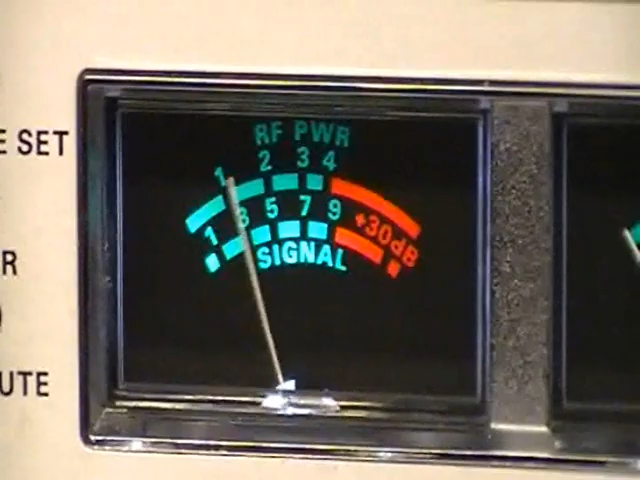 E SET
R
UTE
RF PWR
1 2 3 4
1 3 5 7 9 +30dB
SIGNAL